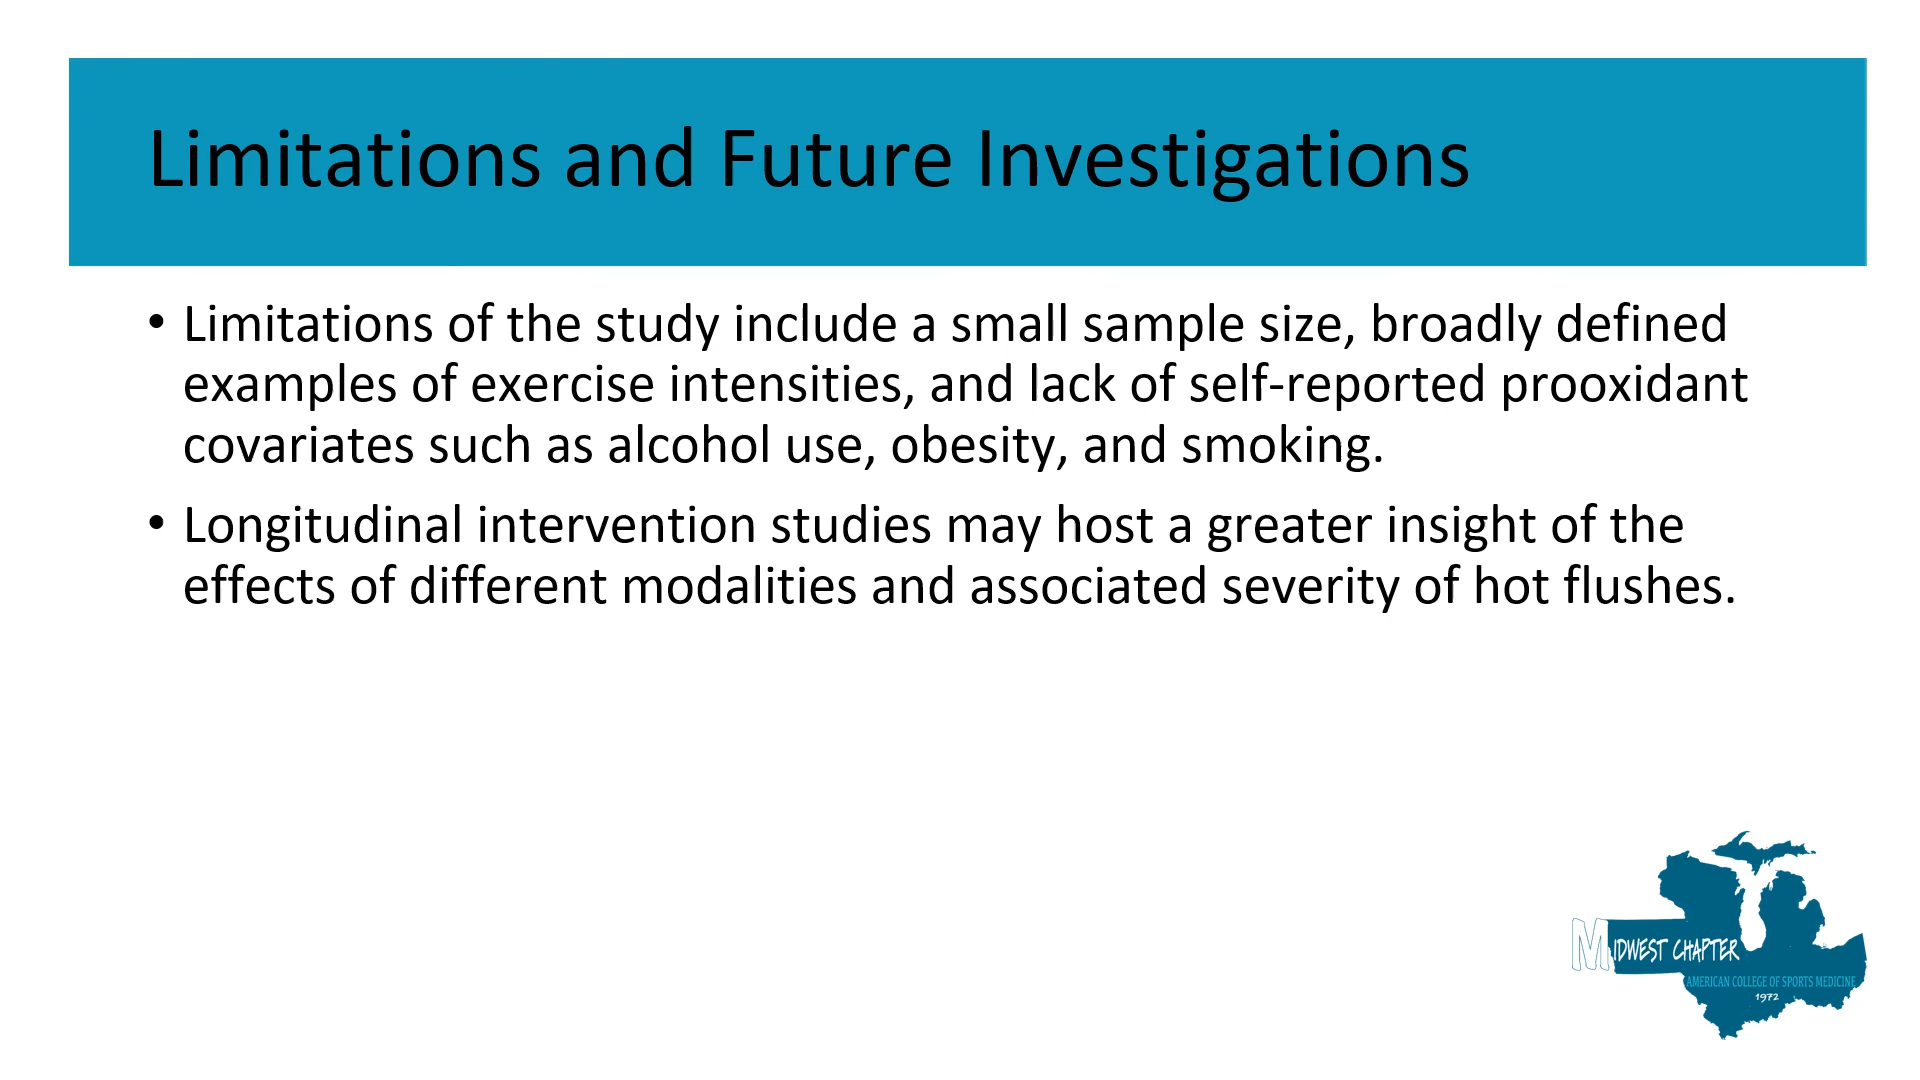 Limitations and Future Investigations
• Limitations of the study include a small sample size, broadly defined
examples of exercise intensities, and lack of self-reported prooxidant
covariates such as alcohol use, obesity, and smoking.
• Longitudinal intervention studies may host a greater insight of the
effects of different modalities and associated severity of hot flushes.
MIDWEST CHAPTER
AMERICAN COLLEGE OF SPORTS MEDICINE
1972